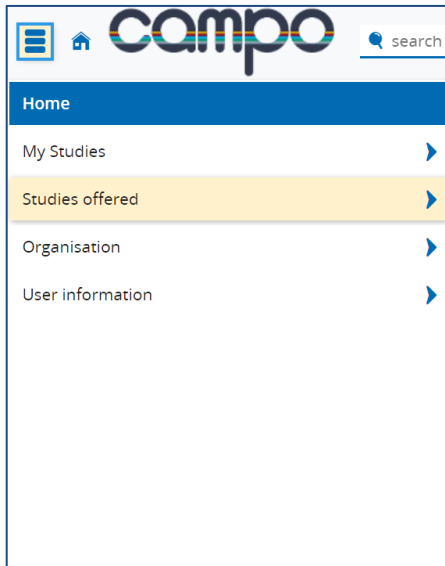 campo
search
Home
My Studies
Studies offered
Organisation
User information